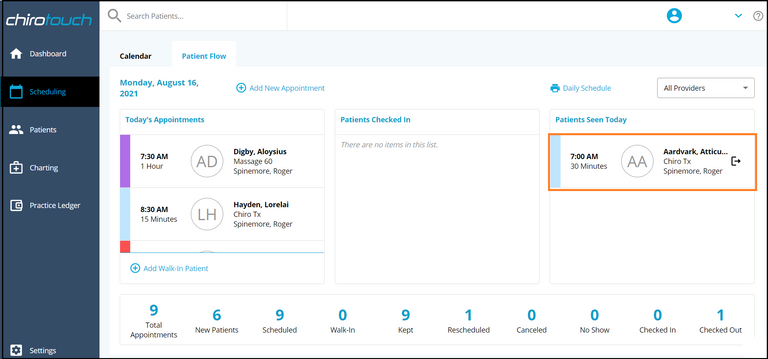 chirotouch
Search Patients...
Dashboard
Scheduling
Patients
Charting
Practice Ledger
Settings
Calendar
Patient Flow
Monday, August 16,
2021
Add New Appointment
Daily Schedule
All Providers
Today's Appointments
7:30 AM
1 Hour
AD
Digby, Aloysius
Massage 60
Spinemore, Roger
8:30 AM
15 Minutes
LH
Hayden, Lorelai
Chiro Tx
Spinemore, Roger
Add Walk-In Patient
Patients Checked In
There are no items in this list.
Patients Seen Today
7:00 AM
30 Minutes
AA
Aardvark, Atticu...
Chiro Tx
Spinemore, Roger
9
Total
Appointments
6
New Patients
9
Scheduled
0
Walk-In
9
Kept
1
Rescheduled
0
Canceled
0
No Show
0
Checked In
1
Checked Out